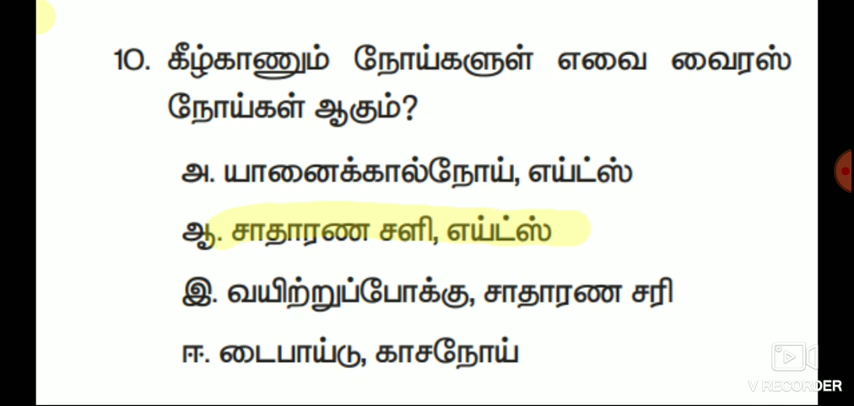 10. கீழ்காணும் நோய்களுள் எவை வைரஸ்
நோய்கள் ஆகும்?
அ. யானைக்கால்நோய், எய்ட்ஸ்
ஆ. சாதாரண சளி, எய்ட்ஸ்
இ. வயிற்றுப்போக்கு, சாதாரண சரி
ஈ. டைபாய்டு, காசநோய்
V RECORDER